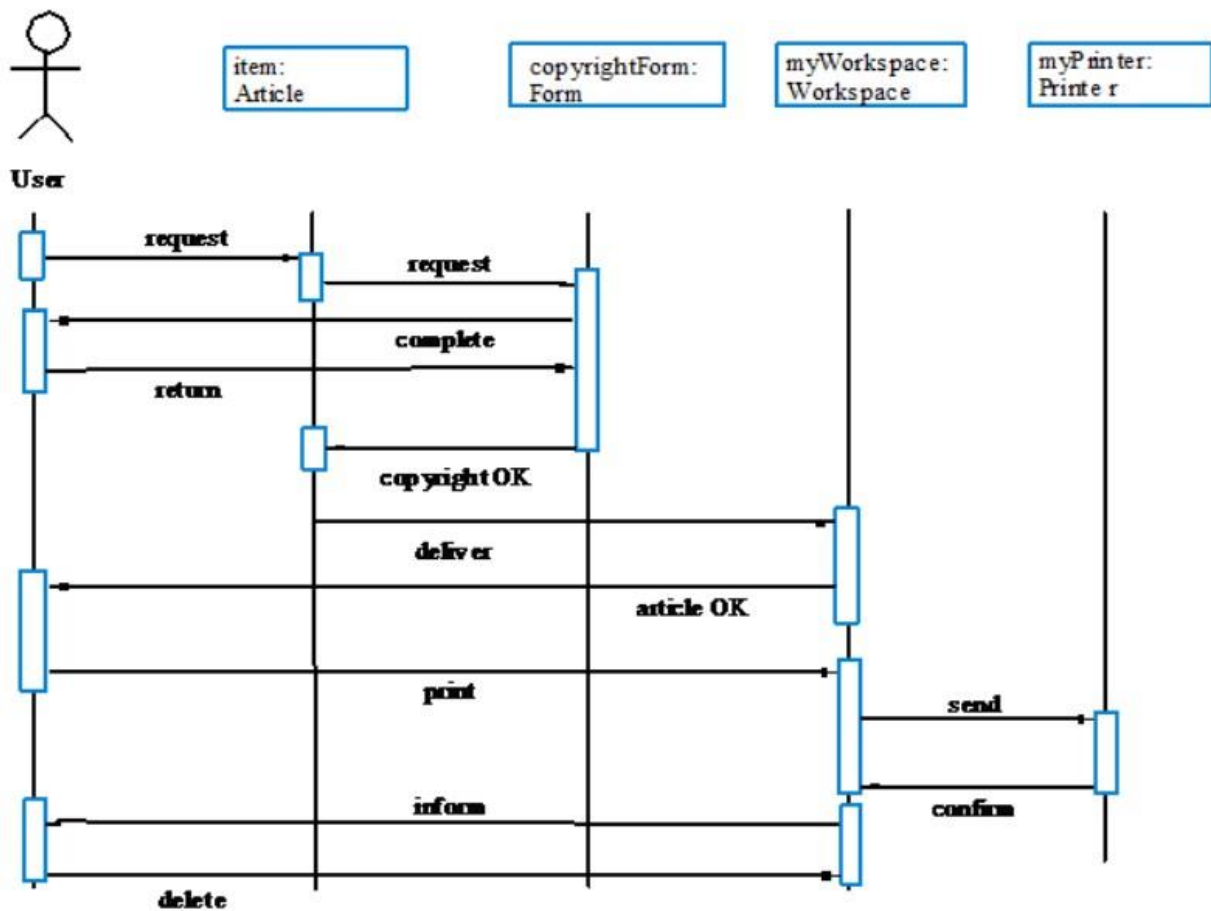 item:
Article
copyrightForm:
Form
myWorkspace:
Workspace
myPrinter:
Printer
User
request
request
complete
return
copyright OK
deliver
article OK
print
send
inform
confirm
delete